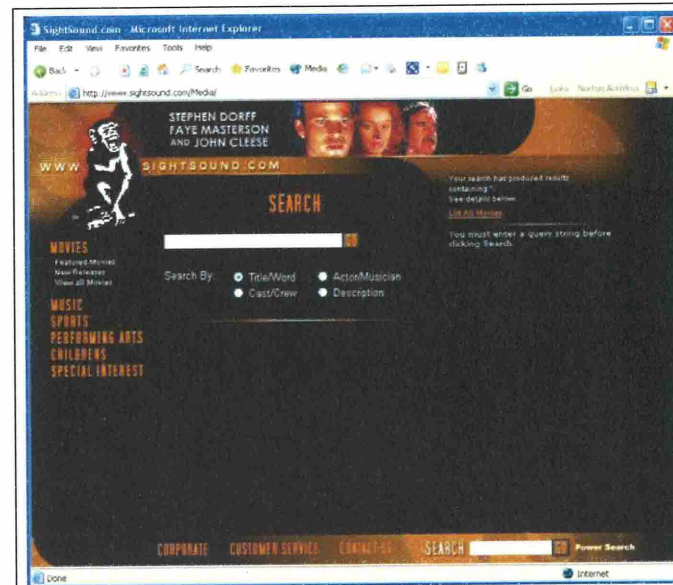 SightSound.com - Microsoft Internet Explorer
File Edit View Favorites Tools Help
Back Search Favorites Media
Address http://www.sightsound.com/Media/ Go Links Norton AntiVirus
STEPHEN DORFF
FAYE MASTERSON
AND JOHN CLEESE
WWW SIGHTSOUND.COM
SEARCH
GO
Search By: Title/Word Actor/Musician
Cast/Crew Description
MOVIES
Featured Movies
New Releases
View all Movies
MUSIC
SPORTS
PERFORMING ARTS
CHILDRENS
SPECIAL INTEREST
Your search has produced results
containing ".
See details below.
List All Movies
You must enter a query string before
clicking Search.
CORPORATE CUSTOMER SERVICE CONTACT US SEARCH GO Power Search
Done Internet